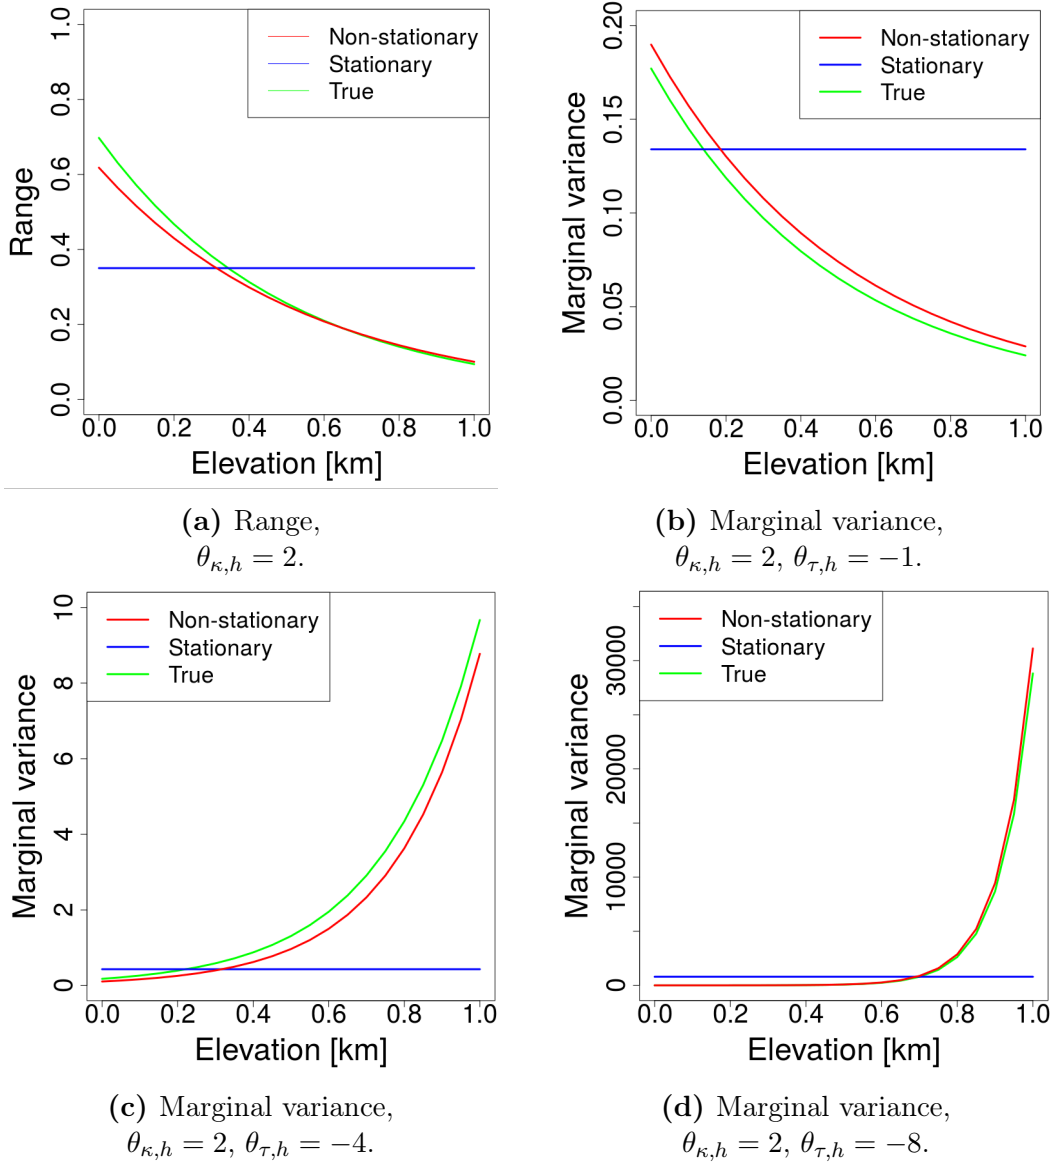 Non-stationary
Stationary
True
Range
0.0 0.2 0.4 0.6 0.8 1.0
0.0 0.2 0.4 0.6 0.8 1.0
Elevation [km]
(a) Range,
θκ,h = 2.
Non-stationary
Stationary
True
Marginal variance
0.00 0.05 0.10 0.15 0.20
0.0 0.2 0.4 0.6 0.8 1.0
Elevation [km]
(b) Marginal variance,
θκ,h = 2, θτ,h = −1.
Non-stationary
Stationary
True
Marginal variance
0 2 4 6 8 10
0.0 0.2 0.4 0.6 0.8 1.0
Elevation [km]
(c) Marginal variance,
θκ,h = 2, θτ,h = −4.
Non-stationary
Stationary
True
Marginal variance
0 10000 20000 30000
0.0 0.2 0.4 0.6 0.8 1.0
Elevation [km]
(d) Marginal variance,
θκ,h = 2, θτ,h = −8.